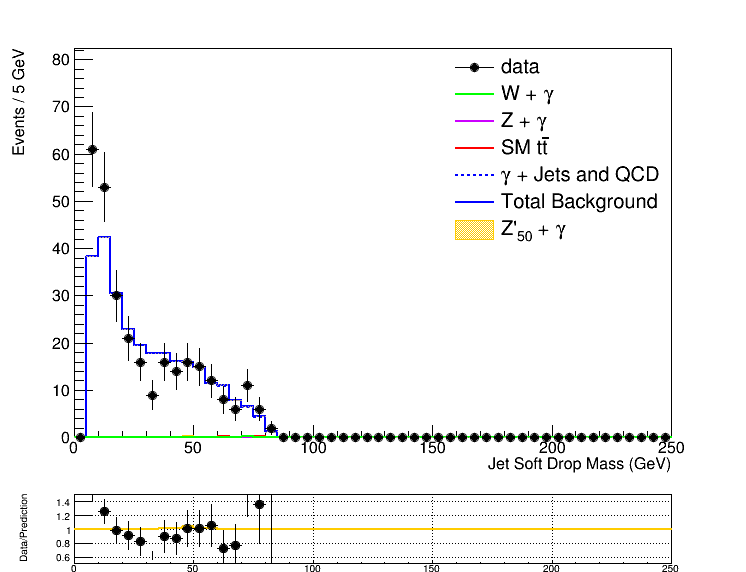 Events / 5 GeV
80
70
60
50
40
30
20
10
0
data
W + γ
Z + γ
SM tt̄
γ + Jets and QCD
Total Background
Z'₅₀ + γ
0 50 100 150 200 250
Jet Soft Drop Mass (GeV)
Data/Prediction
1.4
1.2
1
0.8
0.6
0 50 100 150 200 250